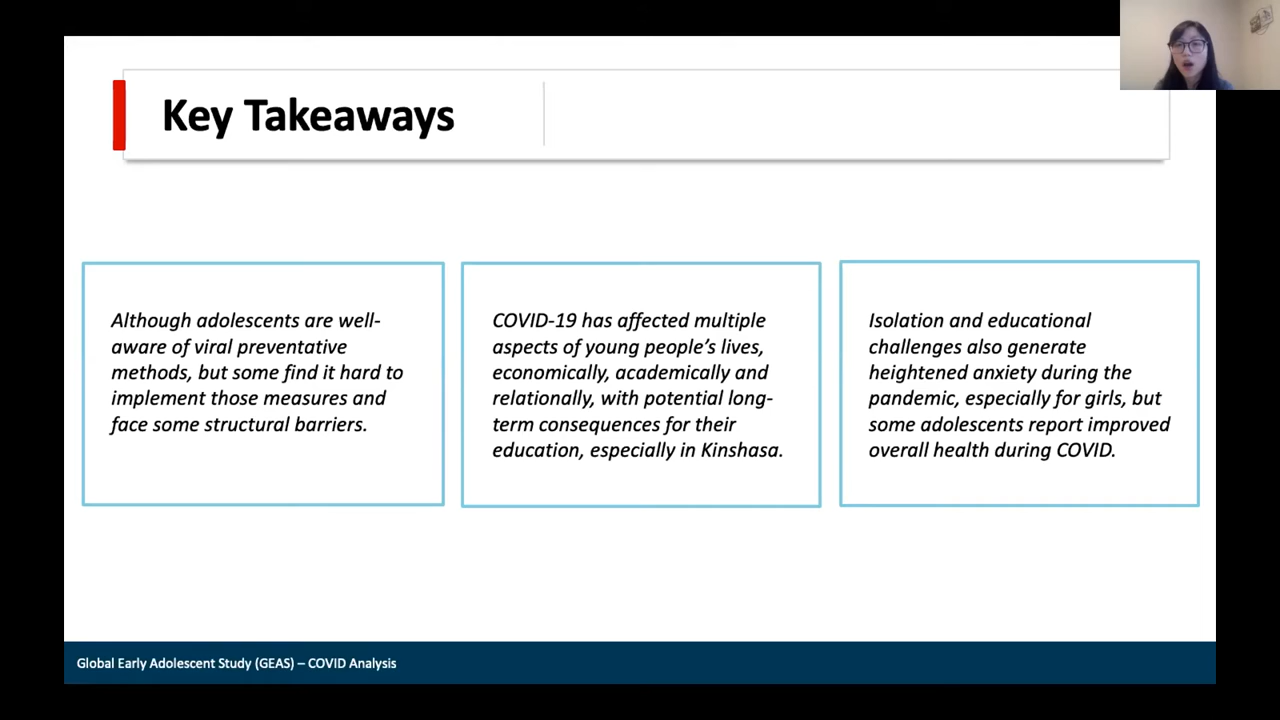 Key Takeaways
Although adolescents are well-
aware of viral preventative
methods, but some find it hard to
implement those measures and
face some structural barriers.
COVID-19 has affected multiple
aspects of young people's lives,
economically, academically and
relationally, with potential long-
term consequences for their
education, especially in Kinshasa.
Isolation and educational
challenges also generate
heightened anxiety during the
pandemic, especially for girls, but
some adolescents report improved
overall health during COVID.
Global Early Adolescent Study (GEAS) – COVID Analysis